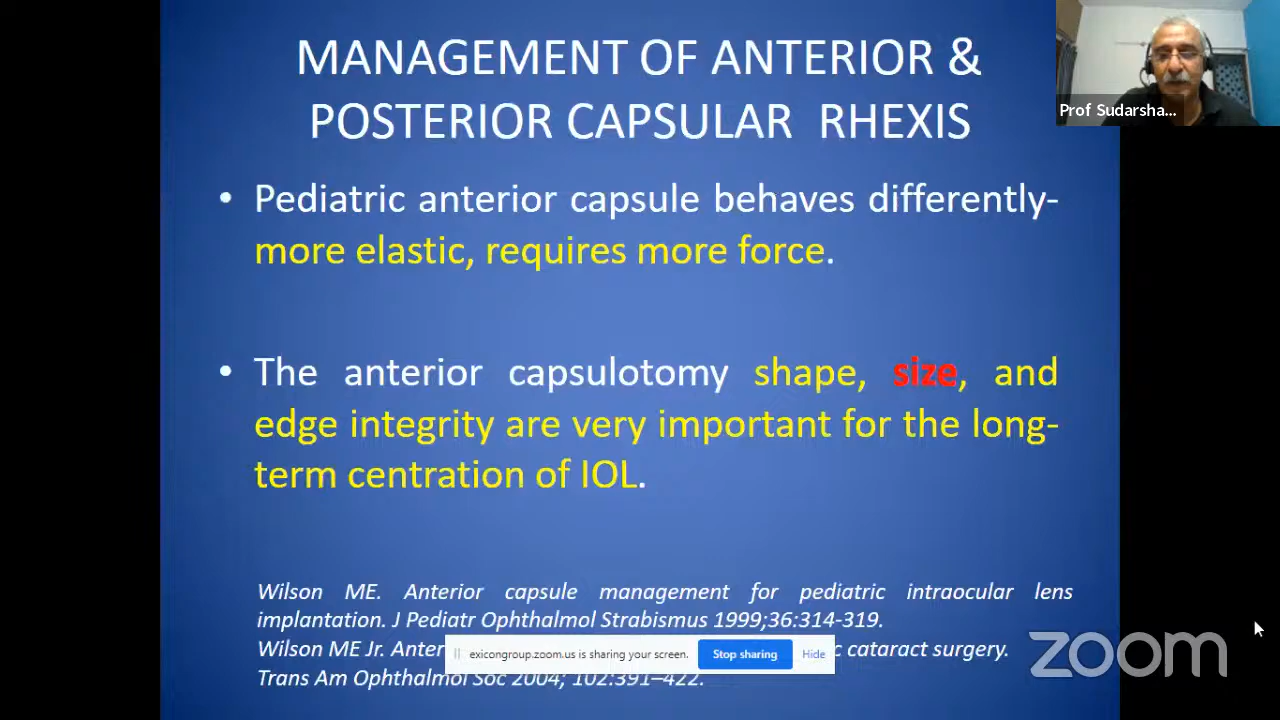 MANAGEMENT OF ANTERIOR &
POSTERIOR CAPSULAR RHEXIS
Prof Sudarsha...
• Pediatric anterior capsule behaves differently-
more elastic, requires more force.
• The anterior capsulotomy shape, size, and
edge integrity are very important for the long-
term centration of IOL.
Wilson ME. Anterior capsule management for pediatric intraocular lens
implantation. J Pediatr Ophthalmol Strabismus 1999;36:314-319.
Wilson ME Jr. Anter
c cataract surgery.
exicongroup.zoom.us is sharing your screen. Stop sharing Hide
Trans Am Ophthalmol Soc 2004; 102:391–422.
zoom